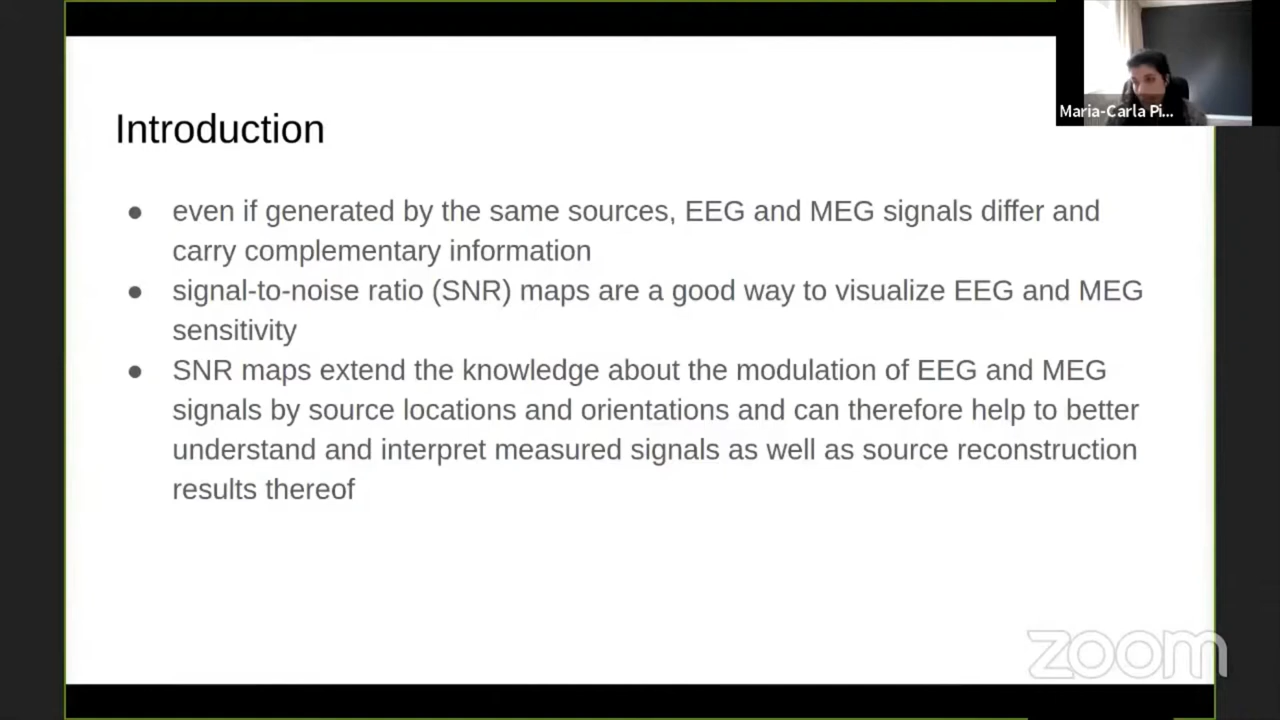 Maria-Carla Pi...
Introduction
● even if generated by the same sources, EEG and MEG signals differ and
carry complementary information
● signal-to-noise ratio (SNR) maps are a good way to visualize EEG and MEG
sensitivity
● SNR maps extend the knowledge about the modulation of EEG and MEG
signals by source locations and orientations and can therefore help to better
understand and interpret measured signals as well as source reconstruction
results thereof
zoom